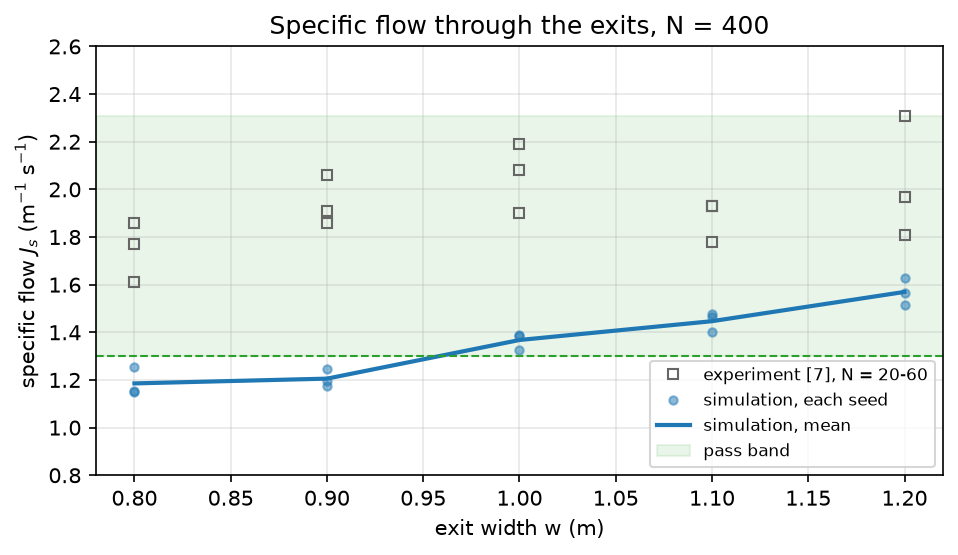 Specific flow through the exits, N = 400
specific flow Jₛ (m⁻¹ s⁻¹)
2.6
2.4
2.2
2.0
1.8
1.6
1.4
1.2
1.0
0.8
experiment [7], N = 20-60
simulation, each seed
simulation, mean
pass band
0.80 0.85 0.90 0.95 1.00 1.05 1.10 1.15 1.20
exit width w (m)